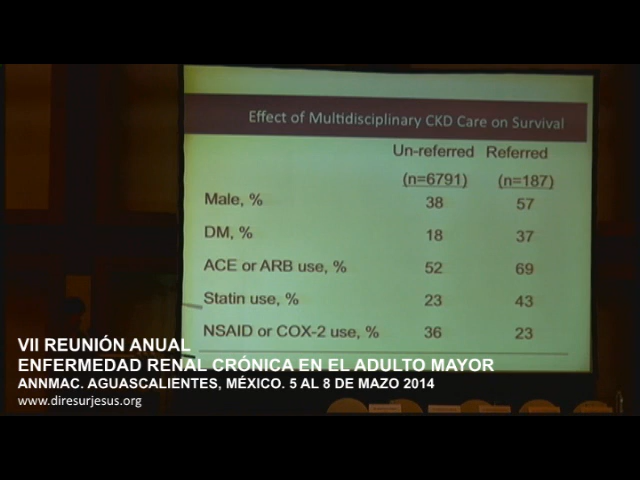 Effect of Multidisciplinary CKD Care on Survival
Un-referred Referred
(n=6791) (n=187)
Male, % 38 57
DM, % 18 37
ACE or ARB use, % 52 69
Statin use, % 23 43
NSAID or COX-2 use, % 36 23
VII REUNIÓN ANUAL
ENFERMEDAD RENAL CRÓNICA EN EL ADULTO MAYOR
ANNMAC. AGUASCALIENTES, MÉXICO. 5 AL 8 DE MAZO 2014
www.diresurjesus.org